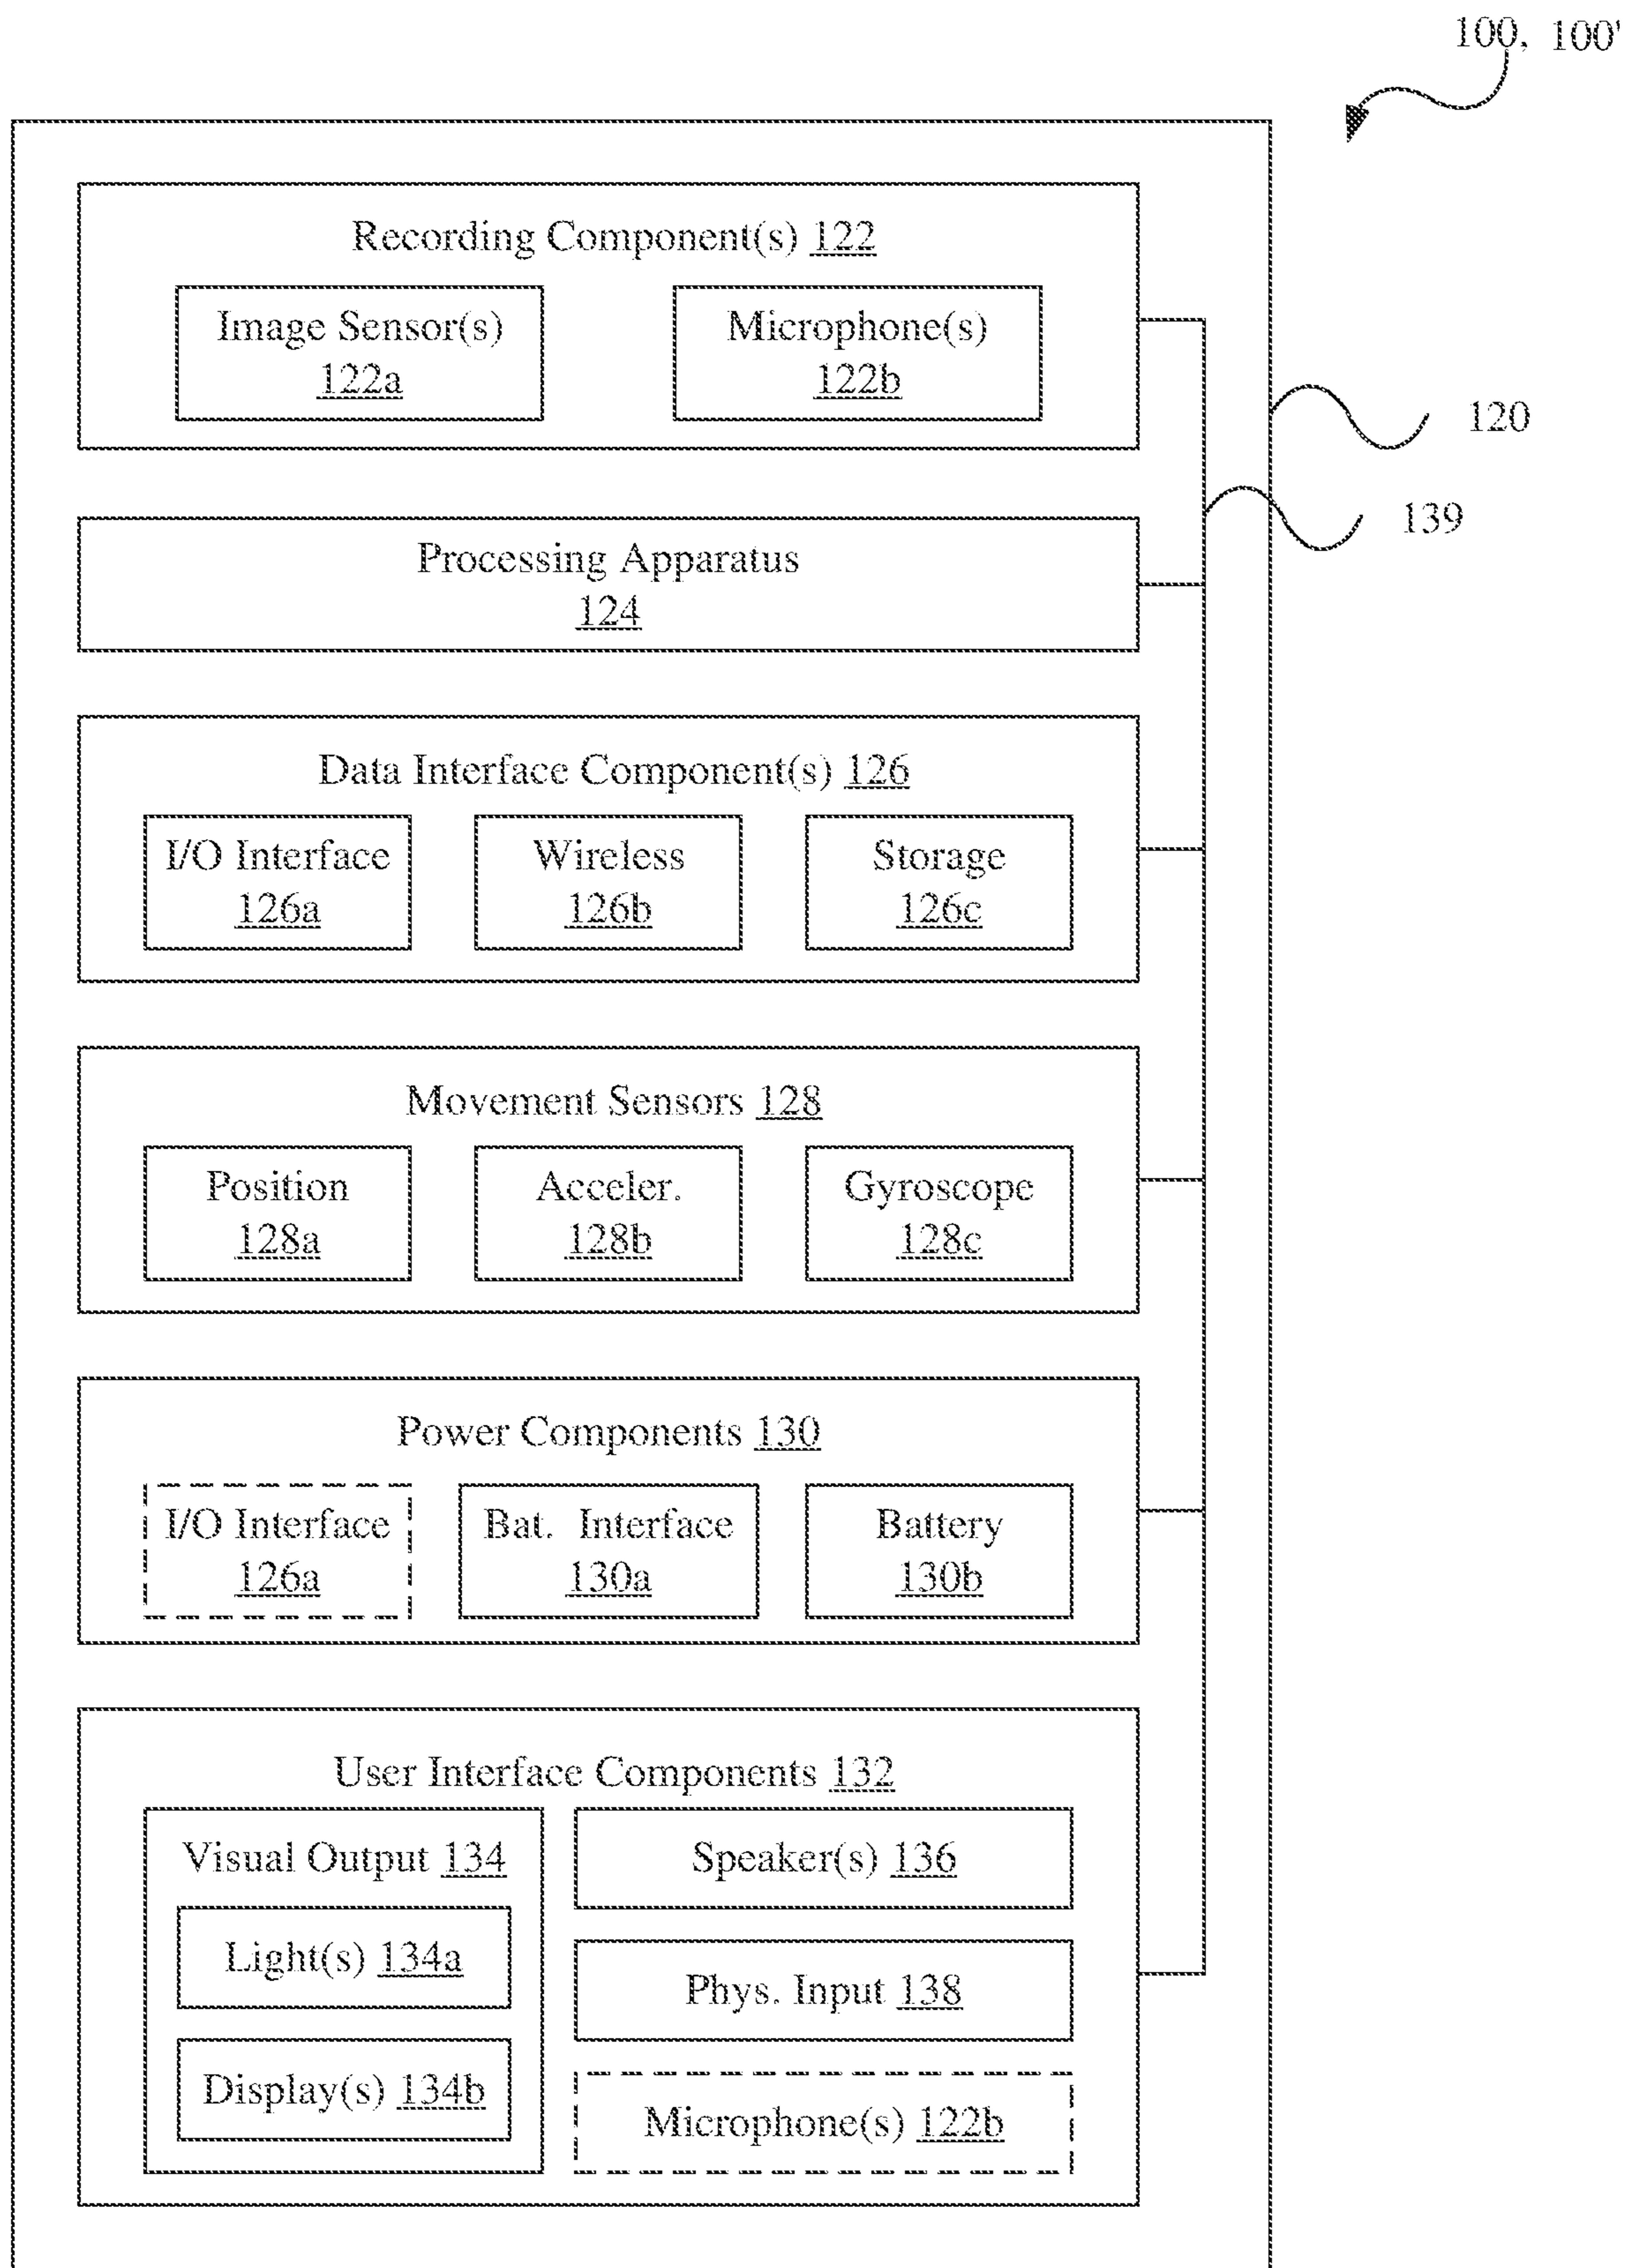 100, 100'
Recording Component(s) 122
Image Sensor(s)
122a
Microphone(s)
122b
120
139
Processing Apparatus
124
Data Interface Component(s) 126
I/O Interface
126a
Wireless
126b
Storage
126c
Movement Sensors 128
Position
128a
Acceler.
128b
Gyroscope
128c
Power Components 130
I/O Interface
126a
Bat. Interface
130a
Battery
130b
User Interface Components 132
Visual Output 134
Light(s) 134a
Display(s) 134b
Speaker(s) 136
Phys. Input 138
Microphone(s) 122b